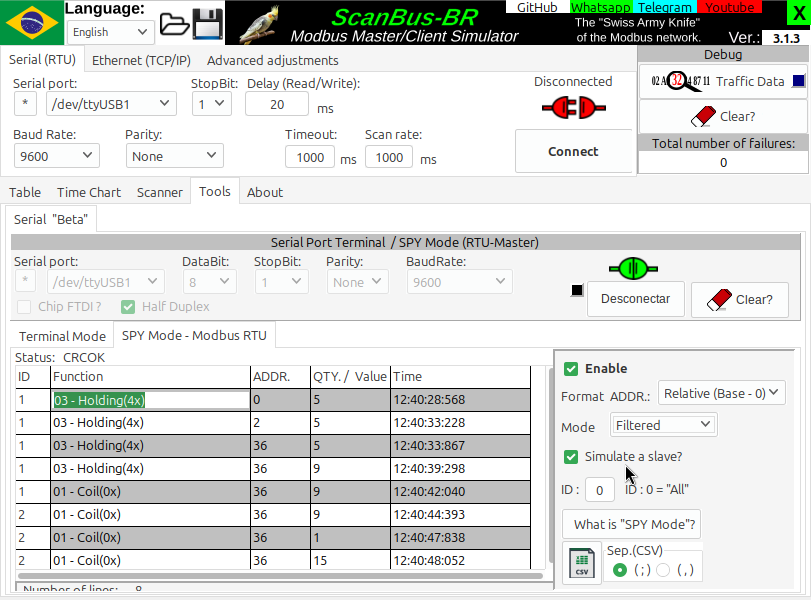 Language:
English
ScanBus-BR
Modbus Master/Client Simulator
GitHub Whatsapp Telegram Youtube
The "Swiss Army Knife"
of the Modbus network.
Ver.: 3.1.3
X
Serial (RTU) Ethernet (TCP/IP) Advanced adjustments
Serial port: StopBit: Delay (Read/Write):
* /dev/ttyUSB1 1 20 ms
Baud Rate: Parity: Timeout: Scan rate:
9600 None 1000 ms 1000 ms
Disconnected
Connect
Debug
02 A 32 4 87 11 Traffic Data
Clear?
Total number of failures:
0
Table Time Chart Scanner Tools About
Serial "Beta"
Serial Port Terminal / SPY Mode (RTU-Master)
Serial port: DataBit: StopBit: Parity: BaudRate:
* /dev/ttyUSB1 8 1 None 9600
Chip FTDI ? Half Duplex
Desconectar Clear?
Terminal Mode SPY Mode - Modbus RTU
Status: CRCOK
ID Function ADDR. QTY. / Value Time
1 03 - Holding(4x) 0 5 12:40:28:568
1 03 - Holding(4x) 2 5 12:40:33:228
1 03 - Holding(4x) 36 5 12:40:33:867
1 03 - Holding(4x) 36 9 12:40:39:298
1 01 - Coil(0x) 36 9 12:40:42:040
2 01 - Coil(0x) 36 9 12:40:44:393
2 01 - Coil(0x) 36 1 12:40:47:838
2 01 - Coil(0x) 36 15 12:40:48:052
Number of lines: 8
Enable
Format ADDR.: Relative (Base - 0)
Mode Filtered
Simulate a slave?
ID : 0 ID : 0 = "All"
What is "SPY Mode"?
CSV
Sep.(CSV)
( ; ) ( , )